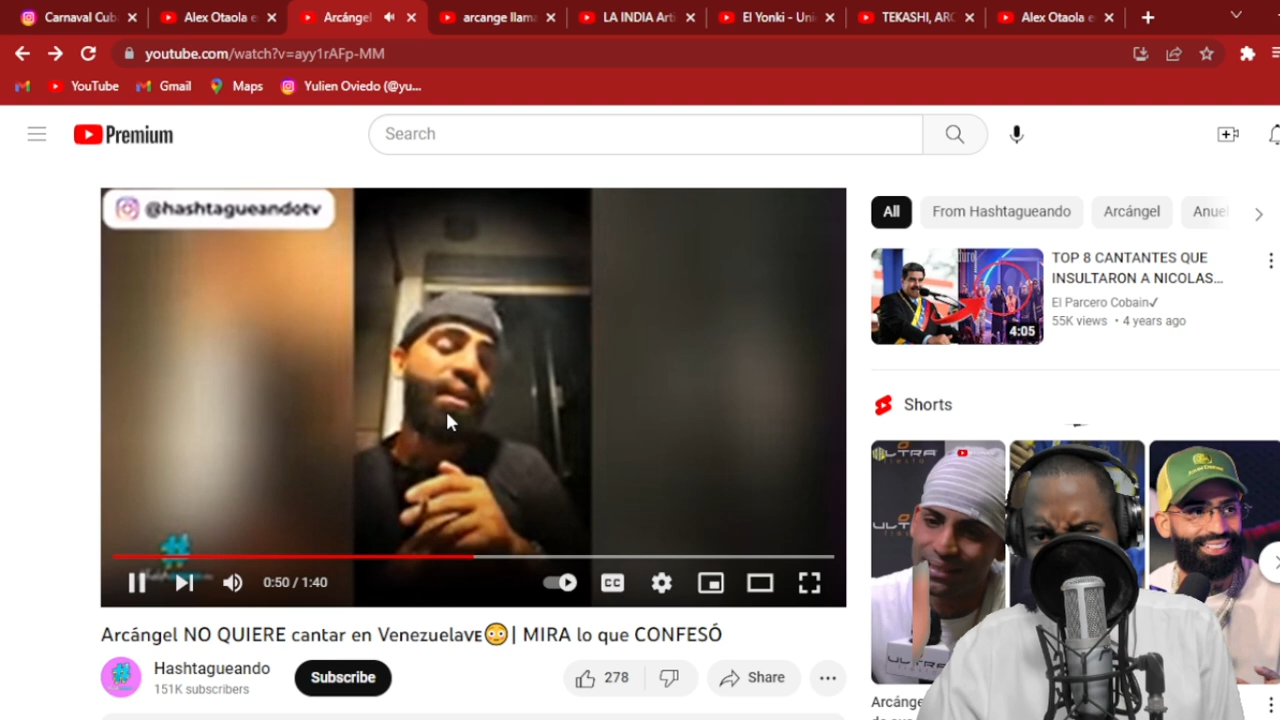 Carnaval Cub
Alex Otaola e
Arcángel
arcange llama
LA INDIA Arti
El Yonki - Uni
TEKASHI, ARC
Alex Otaola e
youtube.com/watch?v=ayy1rAFp-MM
YouTube
Gmail
Maps
Yulien Oviedo (@yu...
Premium
Search
@hashtagueandotv
0:50 / 1:40
CC
Arcángel NO QUIERE cantar en Venezuelaᴠᴇ😳| MIRA lo que CONFESÓ
Hashtagueando
151K subscribers
Subscribe
278
Share
All
From Hashtagueando
Arcángel
Anuel
4:05
TOP 8 CANTANTES QUE
INSULTARON A NICOLAS...
El Parcero Cobain✓
55K views • 4 years ago
Shorts
ULTRA
Arcánge